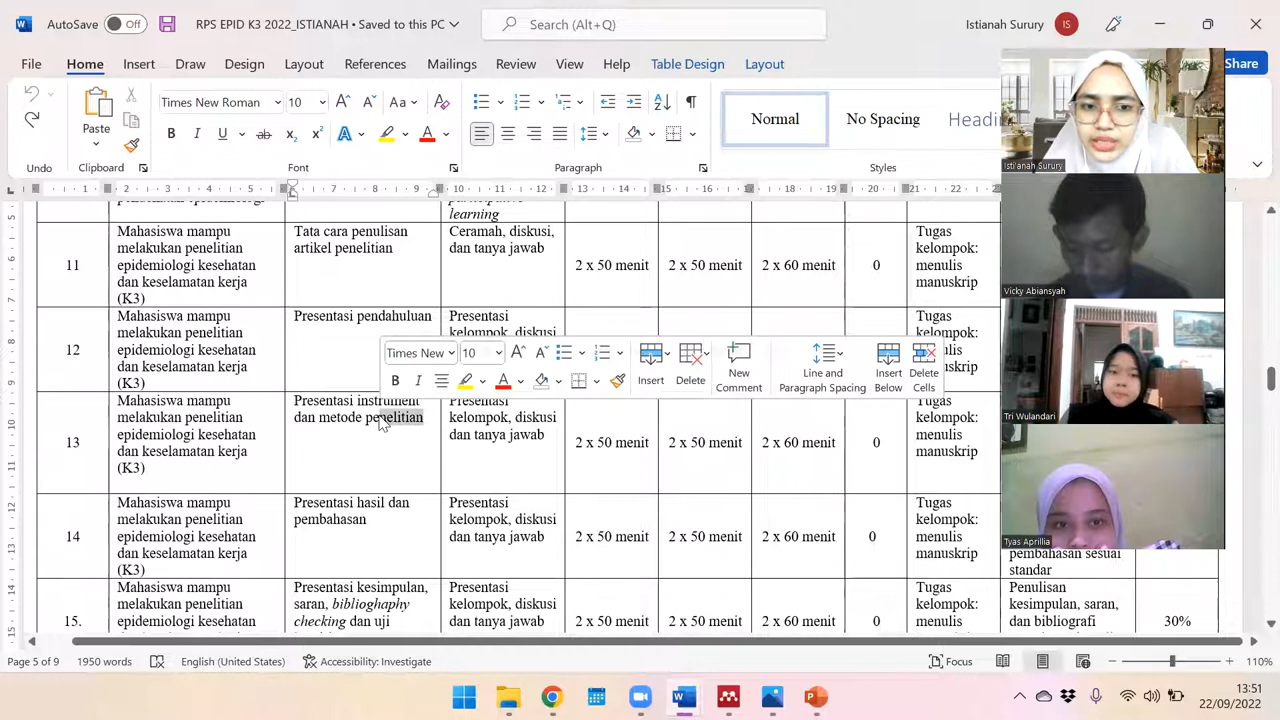 AutoSave Off RPS EPID K3 2022_ISTIANAH • Saved to this PC Search (Alt+Q) Istianah Surury IS
File Home Insert Draw Design Layout References Mailings Review View Help Table Design Layout Share
Times New Roman 10 Aa
Paste
Normal No Spacing Heading
Undo Clipboard Font Paragraph Styles
learning
11
Mahasiswa mampu
melakukan penelitian
epidemiologi kesehatan
dan keselamatan kerja
(K3)
Tata cara penulisan
artikel penelitian
Ceramah, diskusi,
dan tanya jawab
2 x 50 menit 2 x 50 menit 2 x 60 menit 0
Tugas
kelompok:
menulis
manuskrip
12
Mahasiswa mampu
melakukan penelitian
epidemiologi kesehatan
dan keselamatan kerja
(K3)
Presentasi pendahuluan
Presentasi
kelompok, diskusi
Tugas
kelompok:
Times New 10
Insert Delete New
Comment
Line and
Paragraph Spacing
Insert
Below
Delete
Cells
13
Mahasiswa mampu
melakukan penelitian
epidemiologi kesehatan
dan keselamatan kerja
(K3)
Presentasi instrument
dan metode penelitian
Presentasi
kelompok, diskusi
dan tanya jawab
2 x 50 menit 2 x 50 menit 2 x 60 menit 0
Tugas
kelompok:
menulis
manuskrip
14
Mahasiswa mampu
melakukan penelitian
epidemiologi kesehatan
dan keselamatan kerja
(K3)
Presentasi hasil dan
pembahasan
Presentasi
kelompok, diskusi
dan tanya jawab
2 x 50 menit 2 x 50 menit 2 x 60 menit 0
Tugas
kelompok:
menulis
manuskrip
pembahasan sesuai
standar
15.
Mahasiswa mampu
melakukan penelitian
epidemiologi kesehatan
Presentasi kesimpulan,
saran, biblioghaphy
checking dan uji
Presentasi
kelompok, diskusi
dan tanya jawab
2 x 50 menit 2 x 50 menit 2 x 60 menit 0
Tugas
kelompok:
menulis
Penulisan
kesimpulan, saran,
dan bibliografi
30%
Isti'anah Surury
Vicky Abiansyah
Tri Wulandari
Tyas Aprillia
Page 5 of 9 1950 words English (United States) Accessibility: Investigate Focus 110%
13:51
22/09/2022